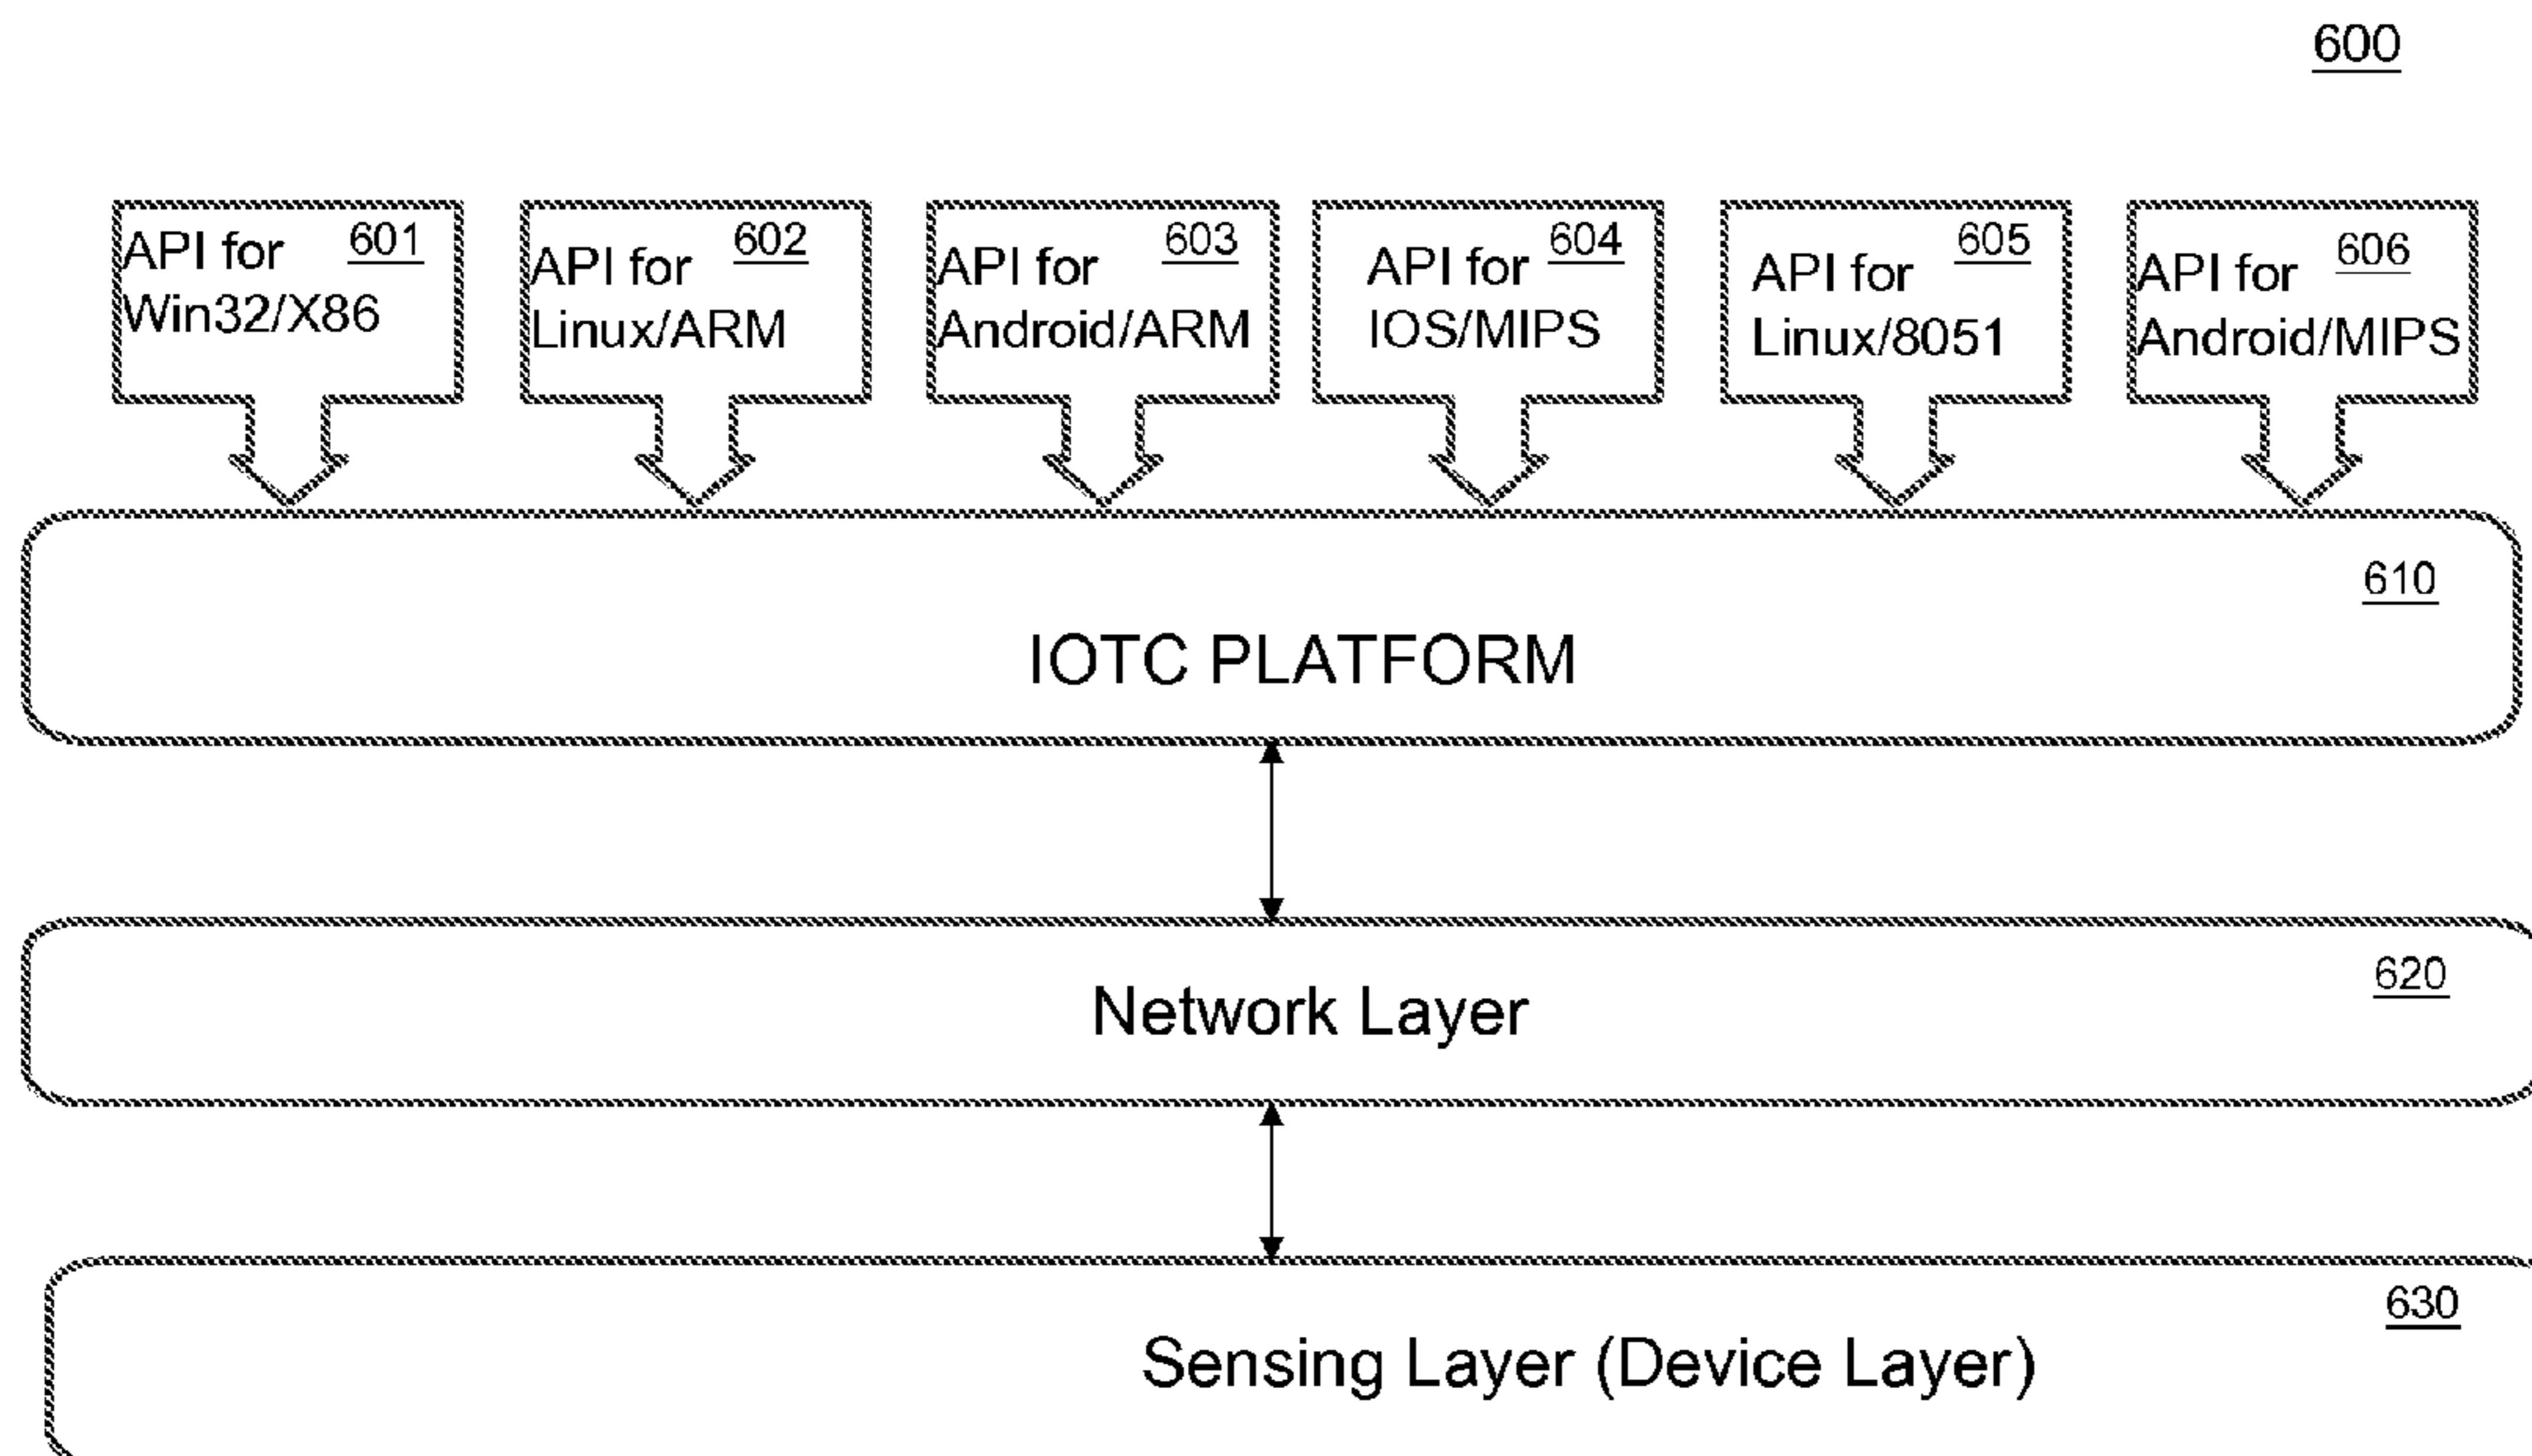 600
API for 601
Win32/X86
API for 602
Linux/ARM
API for 603
Android/ARM
API for 604
IOS/MIPS
API for 605
Linux/8051
API for 606
Android/MIPS
610
IOTC PLATFORM
620
Network Layer
630
Sensing Layer (Device Layer)